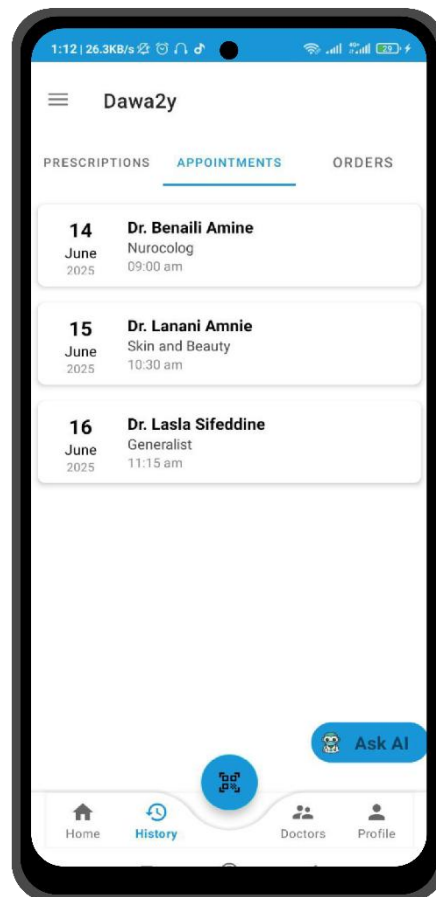 1:12 | 26.3KB/s
29
Dawa2y
PRESCRIPTIONS APPOINTMENTS ORDERS
14 Dr. Benaili Amine
June Nurocolog
2025 09:00 am
15 Dr. Lanani Amnie
June Skin and Beauty
2025 10:30 am
16 Dr. Lasla Sifeddine
June Generalist
2025 11:15 am
Ask AI
Home History Doctors Profile